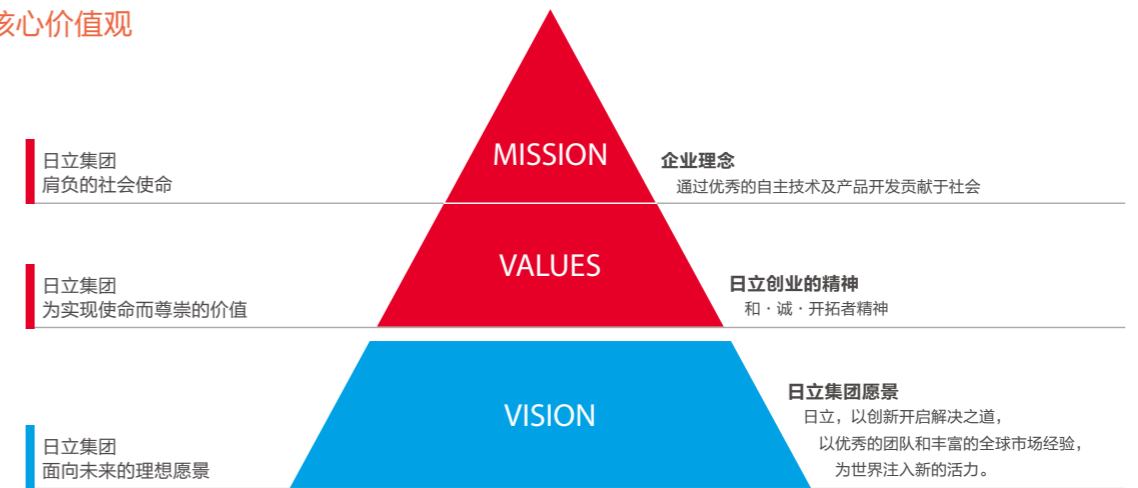 核心价值观
日立集团
肩负的社会使命
MISSION
企业理念
通过优秀的自主技术及产品开发贡献于社会
日立集团
为实现使命而尊崇的价值
VALUES
日立创业的精神
和·诚·开拓者精神
日立集团
面向未来的理想愿景
VISION
日立集团愿景
日立，以创新开启解决之道，
以优秀的团队和丰富的全球市场经验，
为世界注入新的活力。